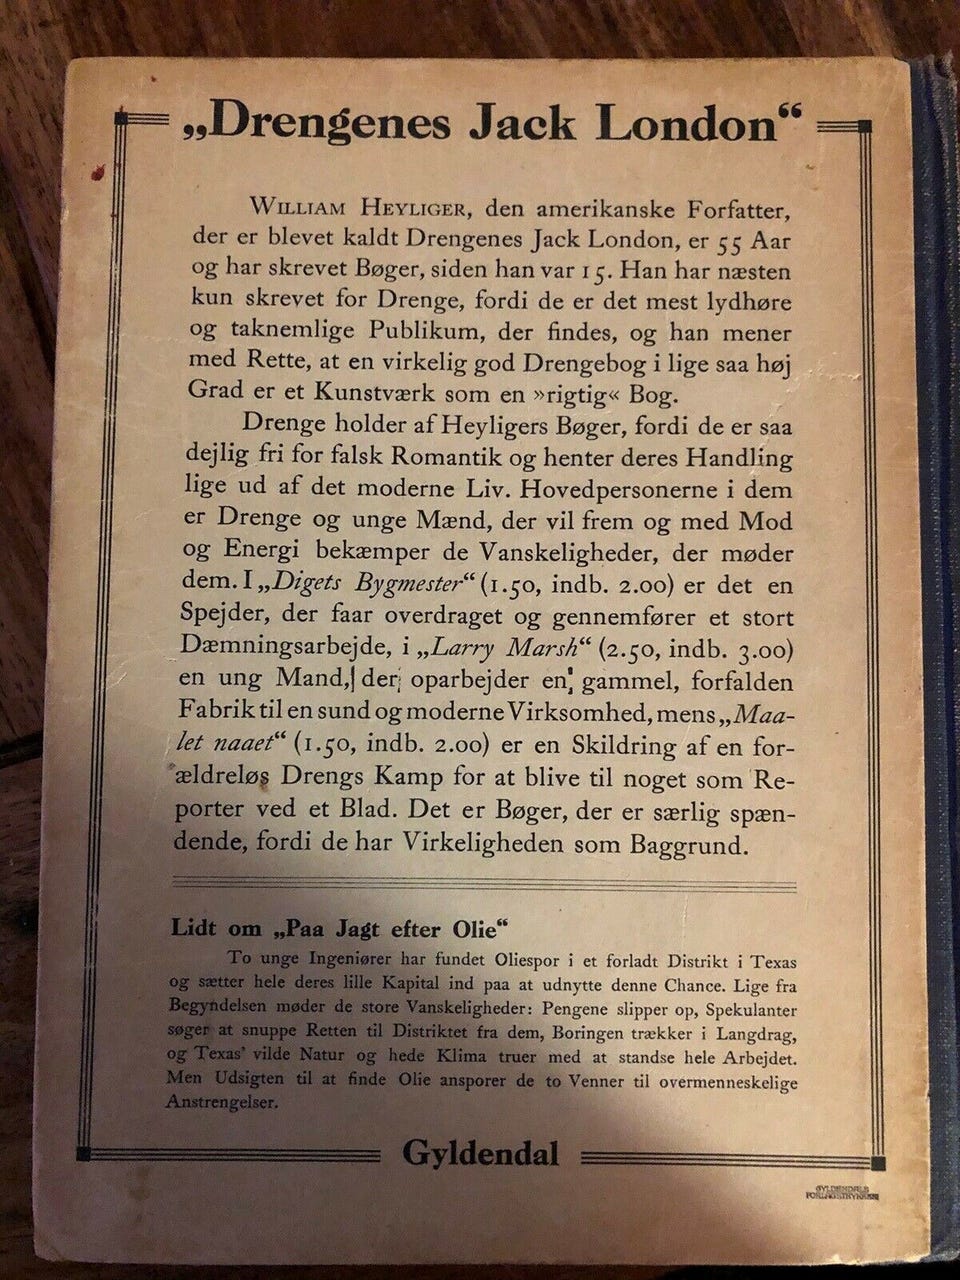 „Drengenes Jack London“
WILLIAM HEYLIGER, den amerikanske Forfatter,
der er blevet kaldt Drengenes Jack London, er 55 Aar
og har skrevet Bøger, siden han var 15. Han har næsten
kun skrevet for Drenge, fordi de er det mest lydhøre
og taknemlige Publikum, der findes, og han mener
med Rette, at en virkelig god Drengebog i lige saa høj
Grad er et Kunstværk som en »rigtig« Bog.
Drenge holder af Heyligers Bøger, fordi de er saa
dejlig fri for falsk Romantik og henter deres Handling
lige ud af det moderne Liv. Hovedpersonerne i dem
er Drenge og unge Mænd, der vil frem og med Mod
og Energi bekæmper de Vanskeligheder, der møder
dem. I „Digets Bygmester“ (1.50, indb. 2.00) er det en
Spejder, der faar overdraget og gennemfører et stort
Dæmningsarbejde, i „Larry Marsh“ (2.50, indb. 3.00)
en ung Mand, der oparbejder en gammel, forfalden
Fabrik til en sund og moderne Virksomhed, mens „Maa-
let naaet“ (1.50, indb. 2.00) er en Skildring af en for-
ældreløs Drengs Kamp for at blive til noget som Re-
porter ved et Blad. Det er Bøger, der er særlig spæn-
dende, fordi de har Virkeligheden som Baggrund.
Lidt om „Paa Jagt efter Olie“
To unge Ingeniører har fundet Oliespor i et forladt Distrikt i Texas
og sætter hele deres lille Kapital ind paa at udnytte denne Chance. Lige fra
Begyndelsen møder de store Vanskeligheder: Pengene slipper op, Spekulanter
søger at snuppe Retten til Distriktet fra dem, Boringen trækker i Langdrag,
og Texas' vilde Natur og hede Klima truer med at standse hele Arbejdet.
Men Udsigten til at finde Olie ansporer de to Venner til overmenneskelige
Anstrengelser.
Gyldendal
GYLDENDALS